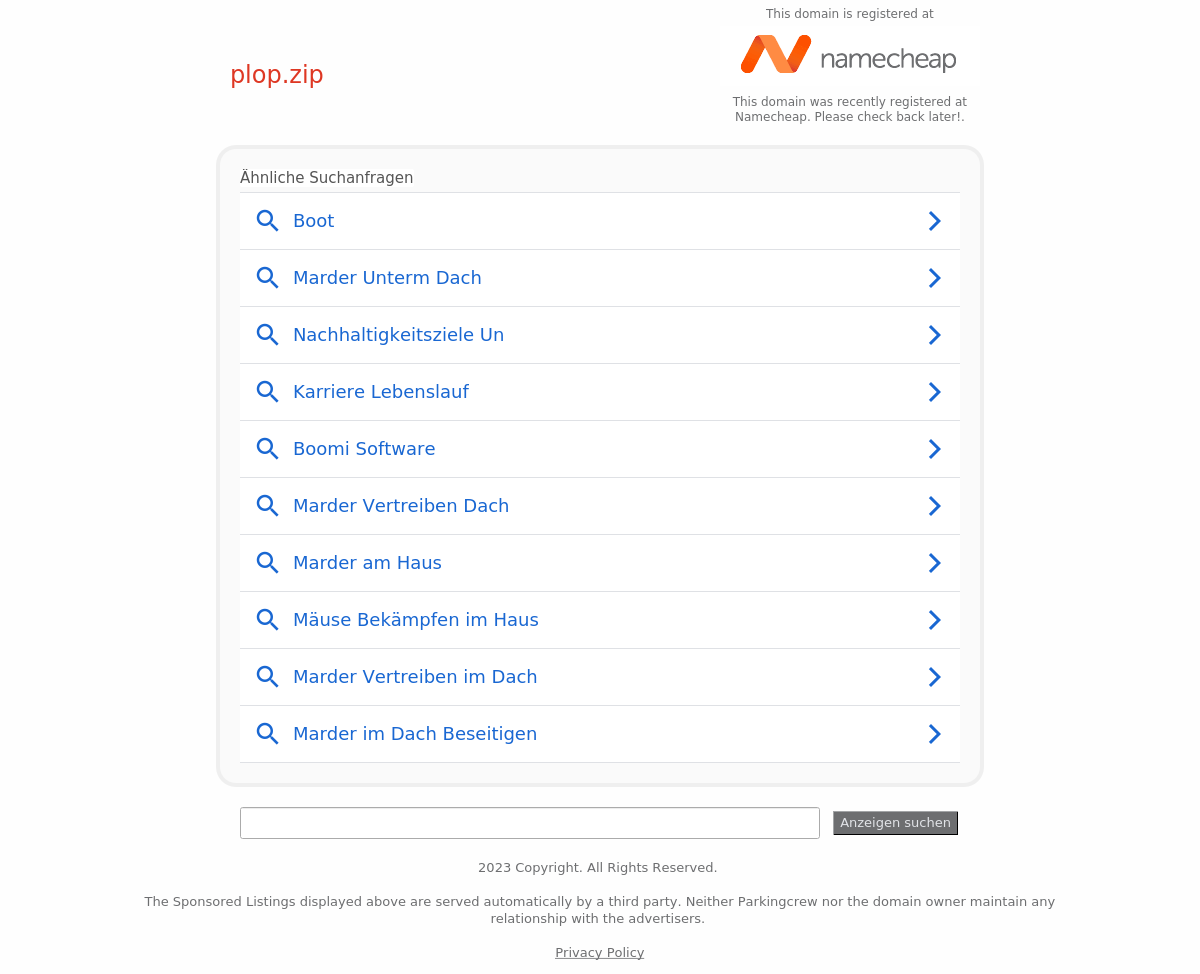 This domain is registered at
namecheap
plop.zip
This domain was recently registered at
Namecheap. Please check back later!.
Ähnliche Suchanfragen
Boot
Marder Unterm Dach
Nachhaltigkeitsziele Un
Karriere Lebenslauf
Boomi Software
Marder Vertreiben Dach
Marder am Haus
Mäuse Bekämpfen im Haus
Marder Vertreiben im Dach
Marder im Dach Beseitigen
Anzeigen suchen
2023 Copyright. All Rights Reserved.
The Sponsored Listings displayed above are served automatically by a third party. Neither Parkingcrew nor the domain owner maintain any
relationship with the advertisers.
Privacy Policy